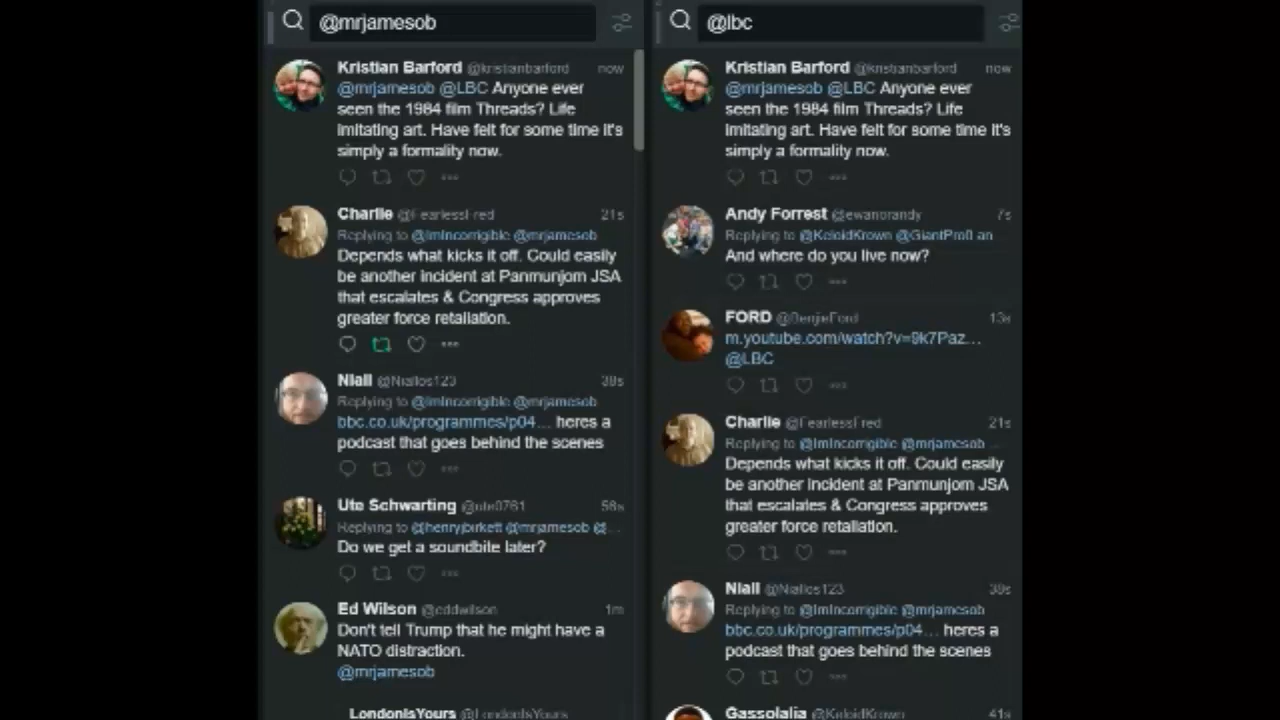 @mrjamesob
Kristian Barford @kristianbarford now
@mrjamesob @LBC Anyone ever
seen the 1984 film Threads? Life
imitating art. Have felt for some time it's
simply a formality now.
Charlie @FearlessFred 21s
Replying to @ImIncorrigible @mrjamesob
Depends what kicks it off. Could easily
be another incident at Panmunjom JSA
that escalates & Congress approves
greater force retaliation.
Niall @Niallos123 39s
Replying to @ImIncorrigible @mrjamesob
bbc.co.uk/programmes/p04… heres a
podcast that goes behind the scenes
Ute Schwarting @ute0761 56s
Replying to @henryjbirkett @mrjamesob @…
Do we get a soundbite later?
Ed Wilson @eddwilson 1m
Don't tell Trump that he might have a
NATO distraction.
@mrjamesob
LondonIsYours @LondonIsYours
@lbc
Kristian Barford @kristianbarford now
@mrjamesob @LBC Anyone ever
seen the 1984 film Threads? Life
imitating art. Have felt for some time it's
simply a formality now.
Andy Forrest @ewanorandy 7s
Replying to @KeloidKrown
And where do you live now?
FORD @BenjieFord 13s
m.youtube.com/watch?v=9k7Paz…
@LBC
Charlie @FearlessFred 21s
Replying to @ImIncorrigible @mrjamesob …
Depends what kicks it off. Could easily
be another incident at Panmunjom JSA
that escalates & Congress approves
greater force retaliation.
Niall @Niallos123 39s
Replying to @ImIncorrigible @mrjamesob
bbc.co.uk/programmes/p04… heres a
podcast that goes behind the scenes
Gassolalia @KeloidKrown 41s